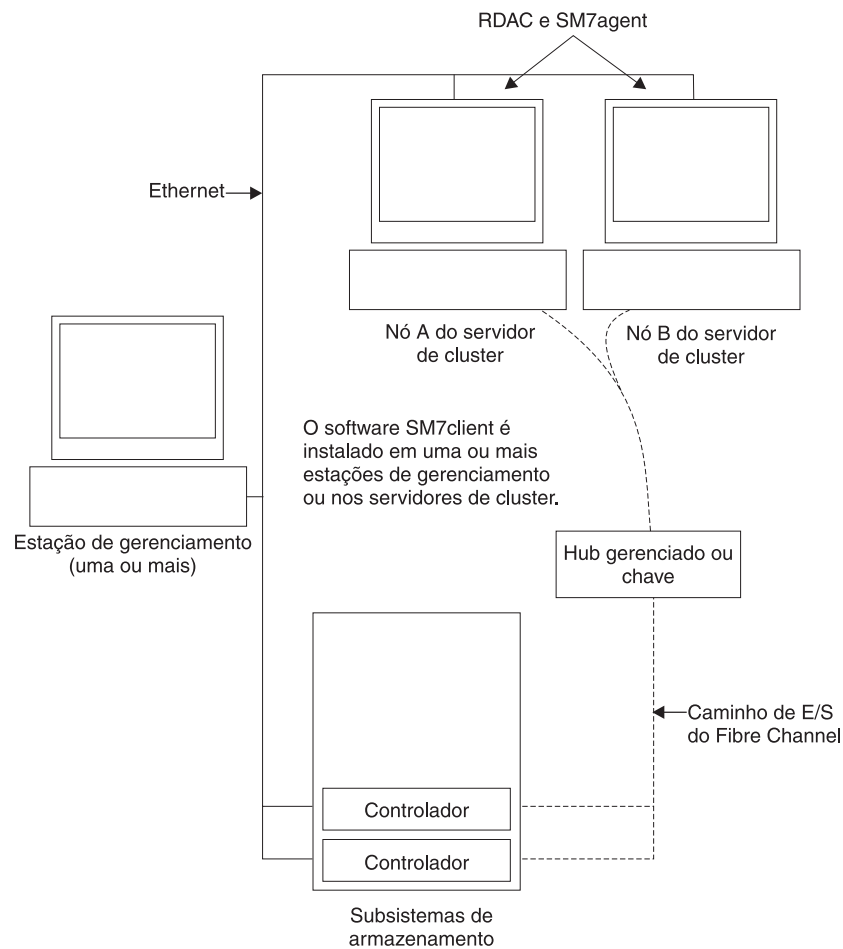 RDAC e SM7agent
Ethernet
Nó A do servidor
de cluster
Nó B do servidor
de cluster
O software SM7client é
instalado em uma ou mais
estações de gerenciamento
ou nos servidores de cluster.
Estação de gerenciamento
(uma ou mais)
Hub gerenciado ou
chave
Caminho de E/S
do Fibre Channel
Controlador
Controlador
Subsistemas de
armazenamento